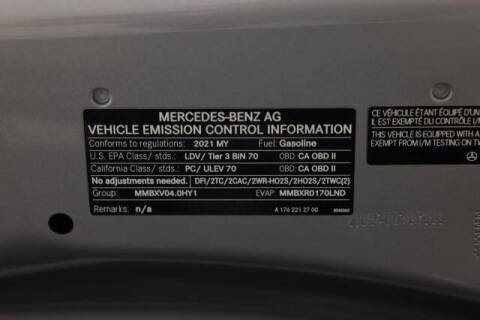 MERCEDES-BENZ AG
VEHICLE EMISSION CONTROL INFORMATION
Conforms to regulations: 2021 MY Fuel: Gasoline
U.S. EPA Class/ stds.: LDV/ Tier 3 BIN 70 OBD: CA OBD II
California Class/ stds.: PC/ ULEV 70 OBD: CA OBD II
No adjustments needed. DFI/2TC/2CAC/2WR-HO2S/2HO2S/2TWC(2)
Group: MMBXV04.0HY1 EVAP: MMBXR0170LND
Remarks: n/a A 176 221 27 00
CE VÉHICULE ÉTANT ÉQUIPÉ D'UN
IL EST EXEMPTÉ DU CONTRÔLE I/M
THIS VEHICLE IS EQUIPPED WITH
EXEMPT FROM I/M TESTING ON